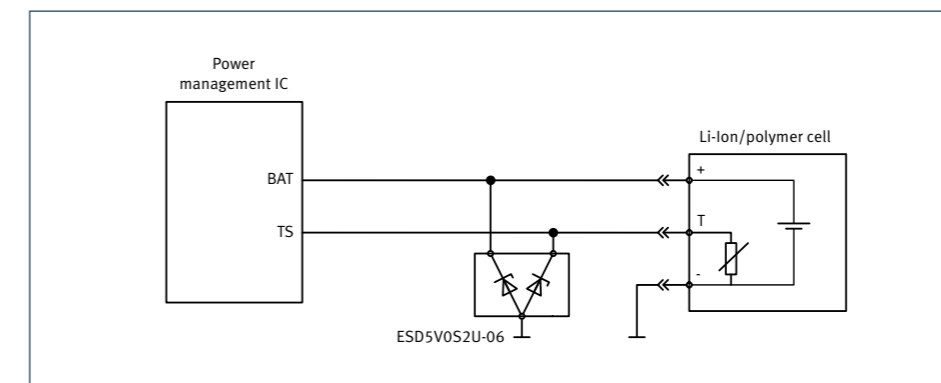 Power
management IC
Li-Ion/polymer cell
BAT
+
TS
T
-
ESD5V0S2U-06